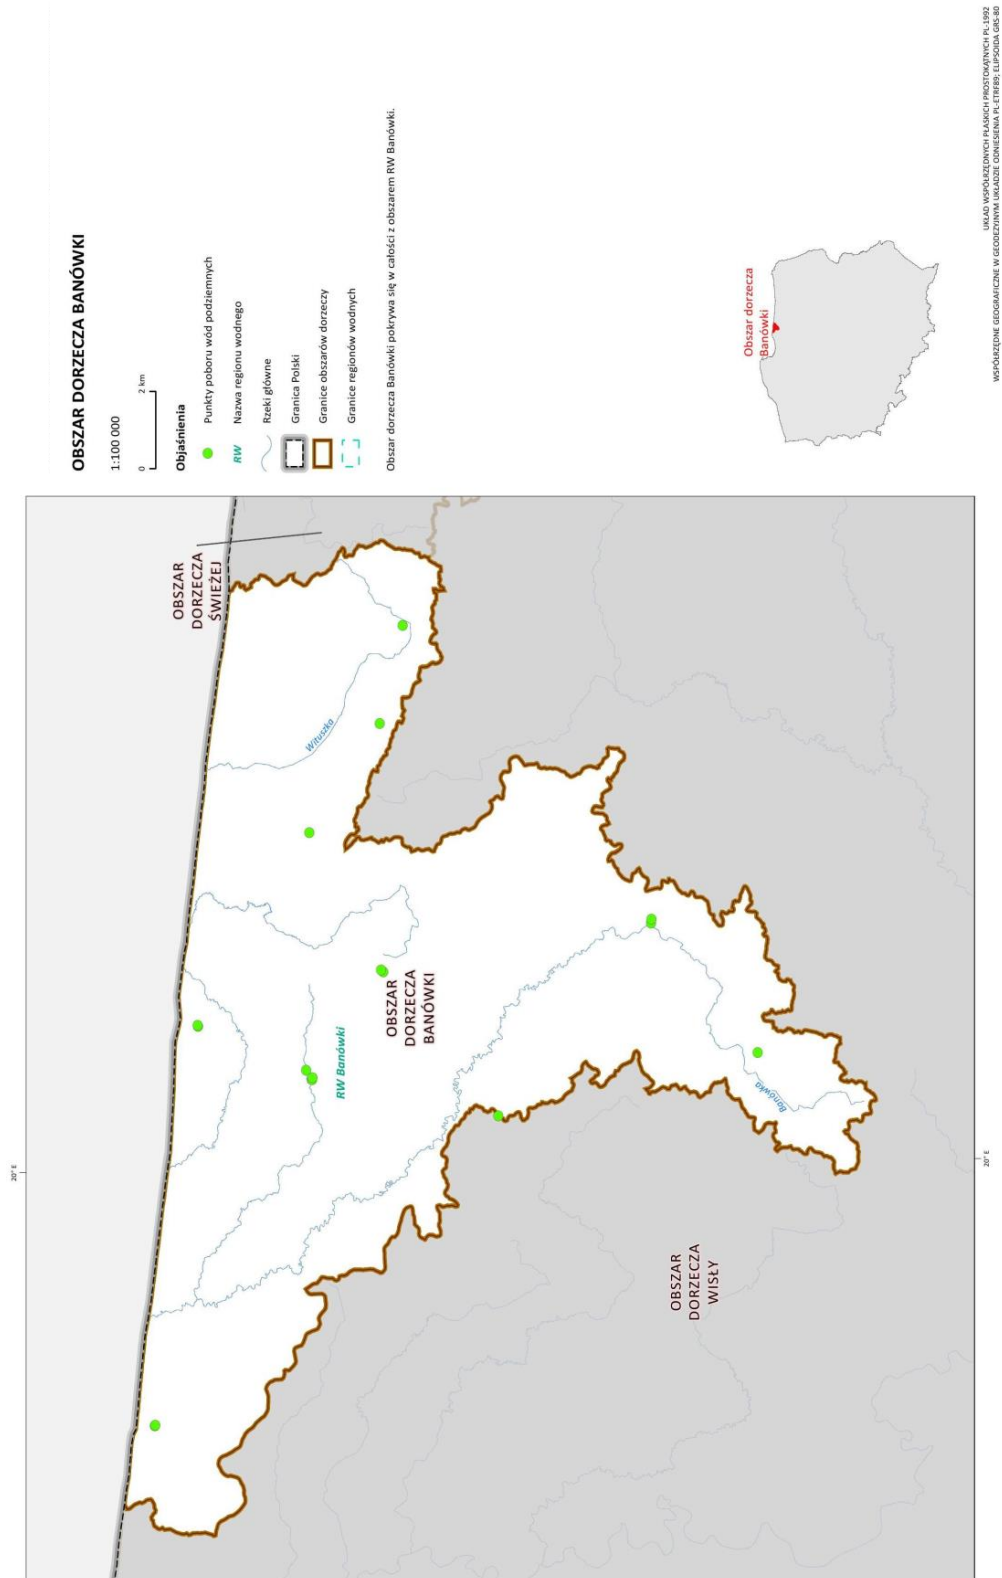 OBSZAR DORZECZA BANÓWKI
1:100 000
0 2 km
Objaśnienia
Punkty poboru wód podziemnych
RW Nazwa regionu wodnego
Rzeki główne
Granica Polski
Granice obszarów dorzeczy
Granice regionów wodnych
Obszar dorzecza Banówki pokrywa się w całości z obszarem RW Banówki.
Obszar dorzecza
Banówki
UKŁAD WSPÓŁRZĘDNYCH PŁASKICH PROSTOKĄTNYCH PL-1992
WSPÓŁRZĘDNE GEOGRAFICZNE W GEODEZYJNYM UKŁADZIE ODNIESIENIA PL-ETRF89; ELIPSOIDA GRS-80
20° E
OBSZAR
DORZECZA
ŚWIEŻEJ
Wituszka
RW Banówki
OBSZAR
DORZECZA
BANÓWKI
Banówka
OBSZAR
DORZECZA
WISŁY
20° E